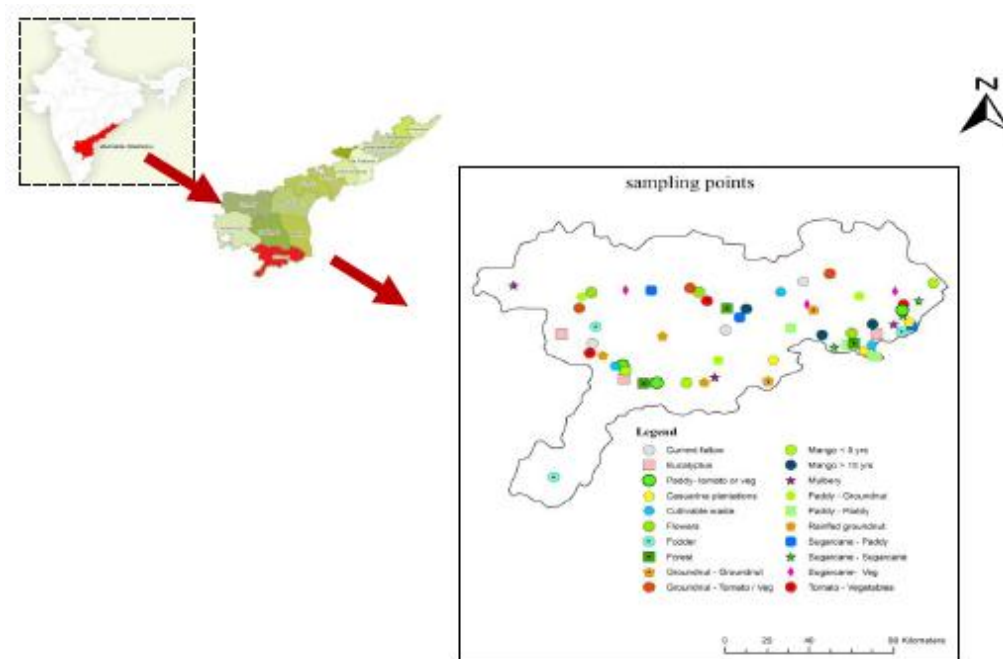 Z
sampling points
Legend
Current fallow
Eucalyptus
Paddy- tomato or veg
Casuarina plantations
Cultivable waste
Flowers
Fodder
Forest
Groundnut - Groundnut
Groundnut - Tomato / Veg
Mango < 5 yrs
Mango > 10 yrs
Mulbery
Paddy - Groundnut
Paddy - Paddy
Rainfed groundnut
Sugarcane - Paddy
Sugarcane - Sugarcane
Sugarcane- Veg
Tomato - Vegetables
0 20 40 80 Kilometers